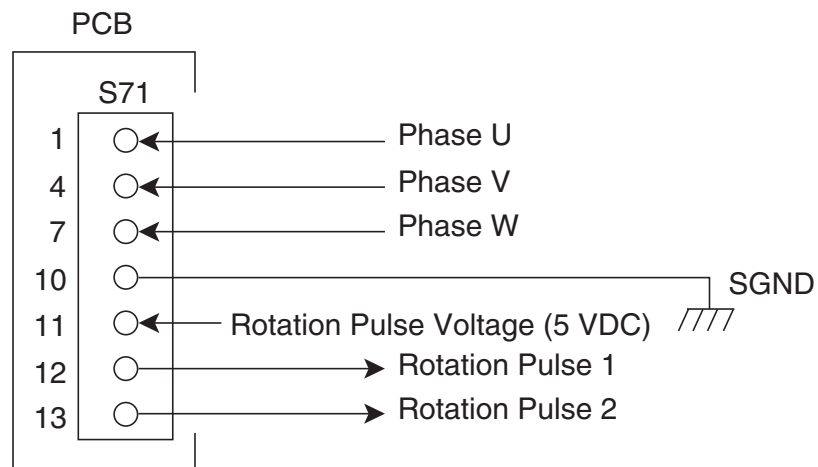 PCB
S71
1 Phase U
4 Phase V
7 Phase W
10 SGND
11 Rotation Pulse Voltage (5 VDC)
12 Rotation Pulse 1
13 Rotation Pulse 2